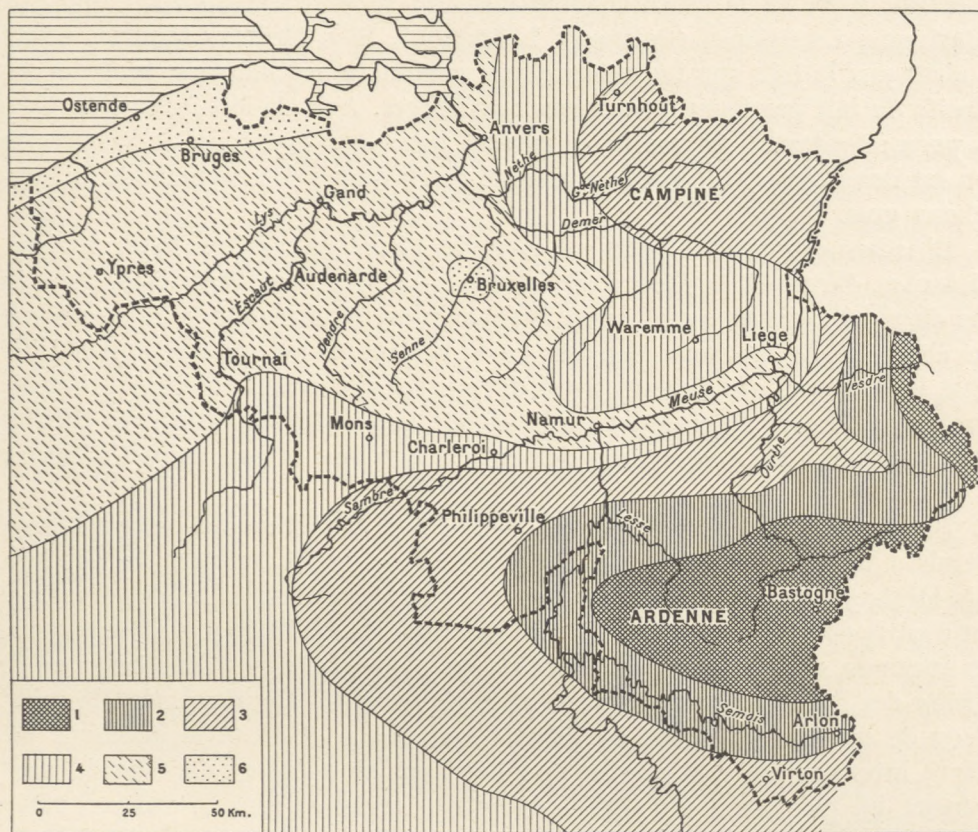 Ostende
Bruges
Anvers
Turnhout
Nèthe
Gde Nèthe
CAMPINE
Gand
Lys
Demer
Ypres
Escaut
Audenarde
Bruxelles
Dendre
Senne
Waremme
Liége
Tournai
Vesdre
Meuse
Mons
Namur
Charleroi
Ourthe
Sambre
Philippeville
Lesse
Bastogne
ARDENNE
Semois
Arlon
Virton
1 2 3
4 5 6
0 25 50 Km.